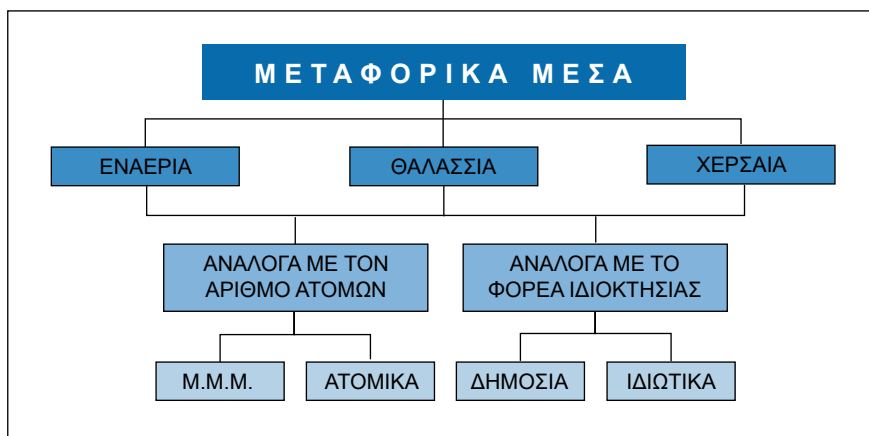 ΜΕΤΑΦΟΡΙΚΑ ΜΕΣΑ
ΕΝΑΕΡΙΑ
ΘΑΛΑΣΣΙΑ
ΧΕΡΣΑΙΑ
ΑΝΑΛΟΓΑ ΜΕ ΤΟΝ
ΑΡΙΘΜΟ ΑΤΟΜΩΝ
ΑΝΑΛΟΓΑ ΜΕ ΤΟ
ΦΟΡΕΑ ΙΔΙΟΚΤΗΣΙΑΣ
Μ.Μ.Μ.
ΑΤΟΜΙΚΑ
ΔΗΜΟΣΙΑ
ΙΔΙΩΤΙΚΑ